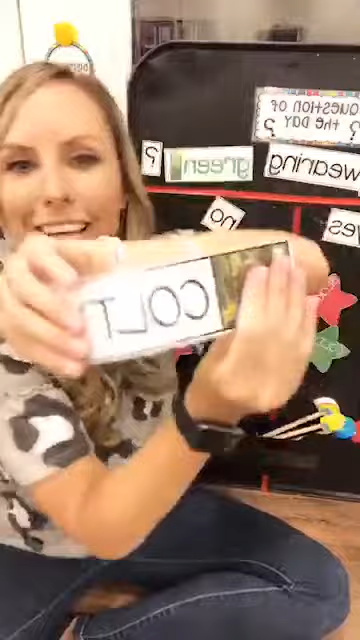 QUESTION OF
? THE DAY ?
wearing
green
?
yes
no
COLT